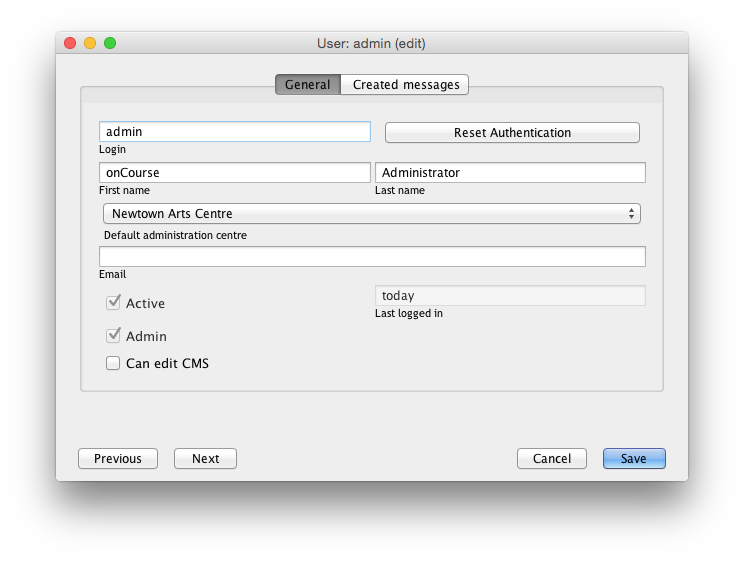 User: admin (edit)
General Created messages
admin Reset Authentication
Login
onCourse Administrator
First name Last name
Newtown Arts Centre
Default administration centre
Email
Active today
Last logged in
Admin
Can edit CMS
Previous Next Cancel Save